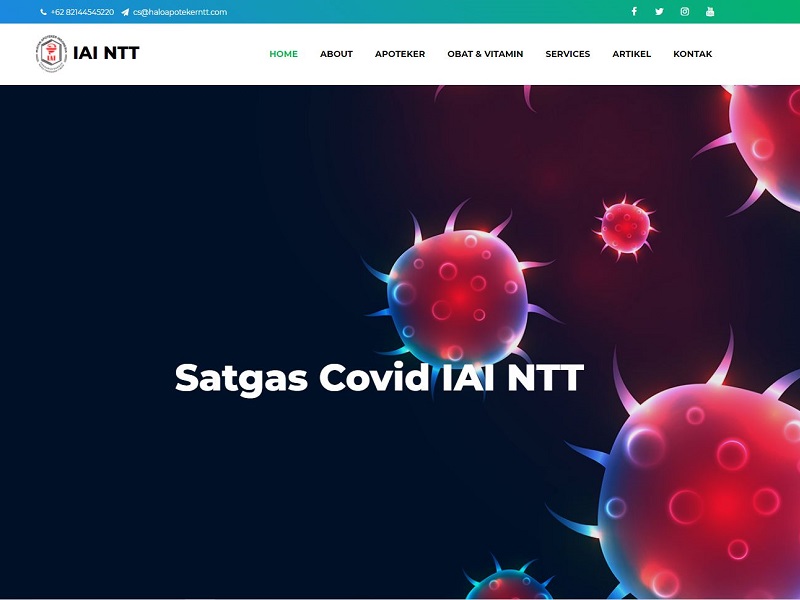 +62 82144545220 cs@haloapotekerntt.com
IAI NTT HOME ABOUT APOTEKER OBAT & VITAMIN SERVICES ARTIKEL KONTAK
Satgas Covid IAI NTT